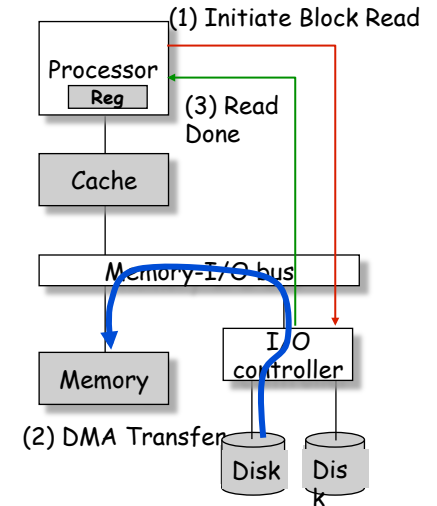 (1) Initiate Block Read
Processor
Reg
(3) Read
Done
Cache
Memory-I/O bus
I/O
controller
Memory
(2) DMA Transfer
Disk
Dis
k